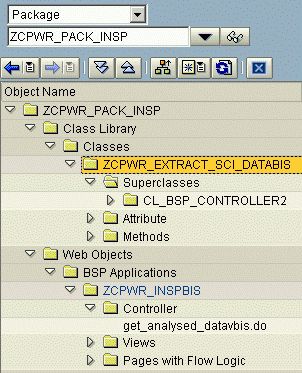 Package
ZCPWR_PACK_INSP
Object Name
ZCPWR_PACK_INSP
Class Library
Classes
ZCPWR_EXTRACT_SCI_DATABIS
Superclasses
CL_BSP_CONTROLLER2
Attribute
Methods
Web Objects
BSP Applications
ZCPWR_INSPBIS
Controller
get_analysed_datavbis.do
Views
Pages with Flow Logic